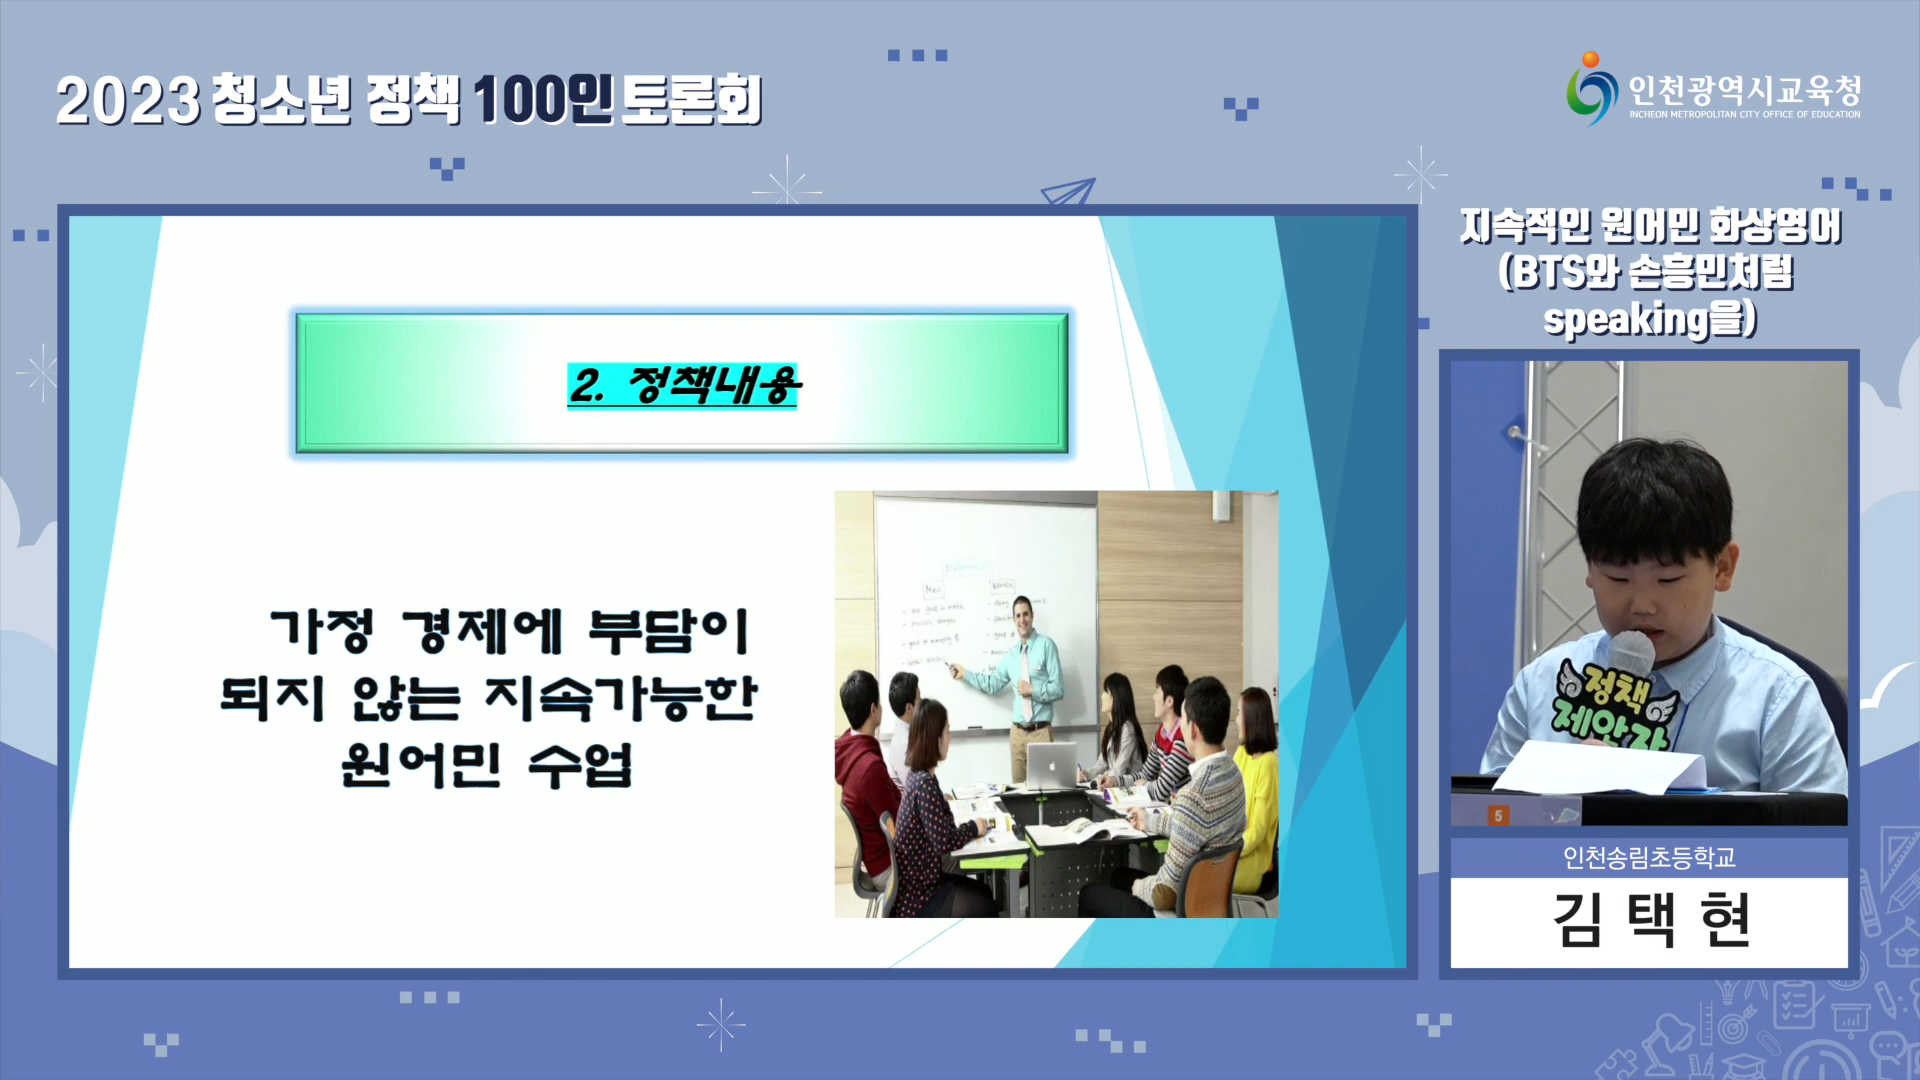 2023 청소년 정책 100인 토론회
인천광역시교육청
INCHEON METROPOLITAN CITY OFFICE OF EDUCATION
지속적인 원어민 화상영어
(BTS와 손흥민처럼
speaking을)
2. 정책내용
가정 경제에 부담이
되지 않는 지속가능한
원어민 수업
Men
정책
제안자
5
인천송림초등학교
김택현